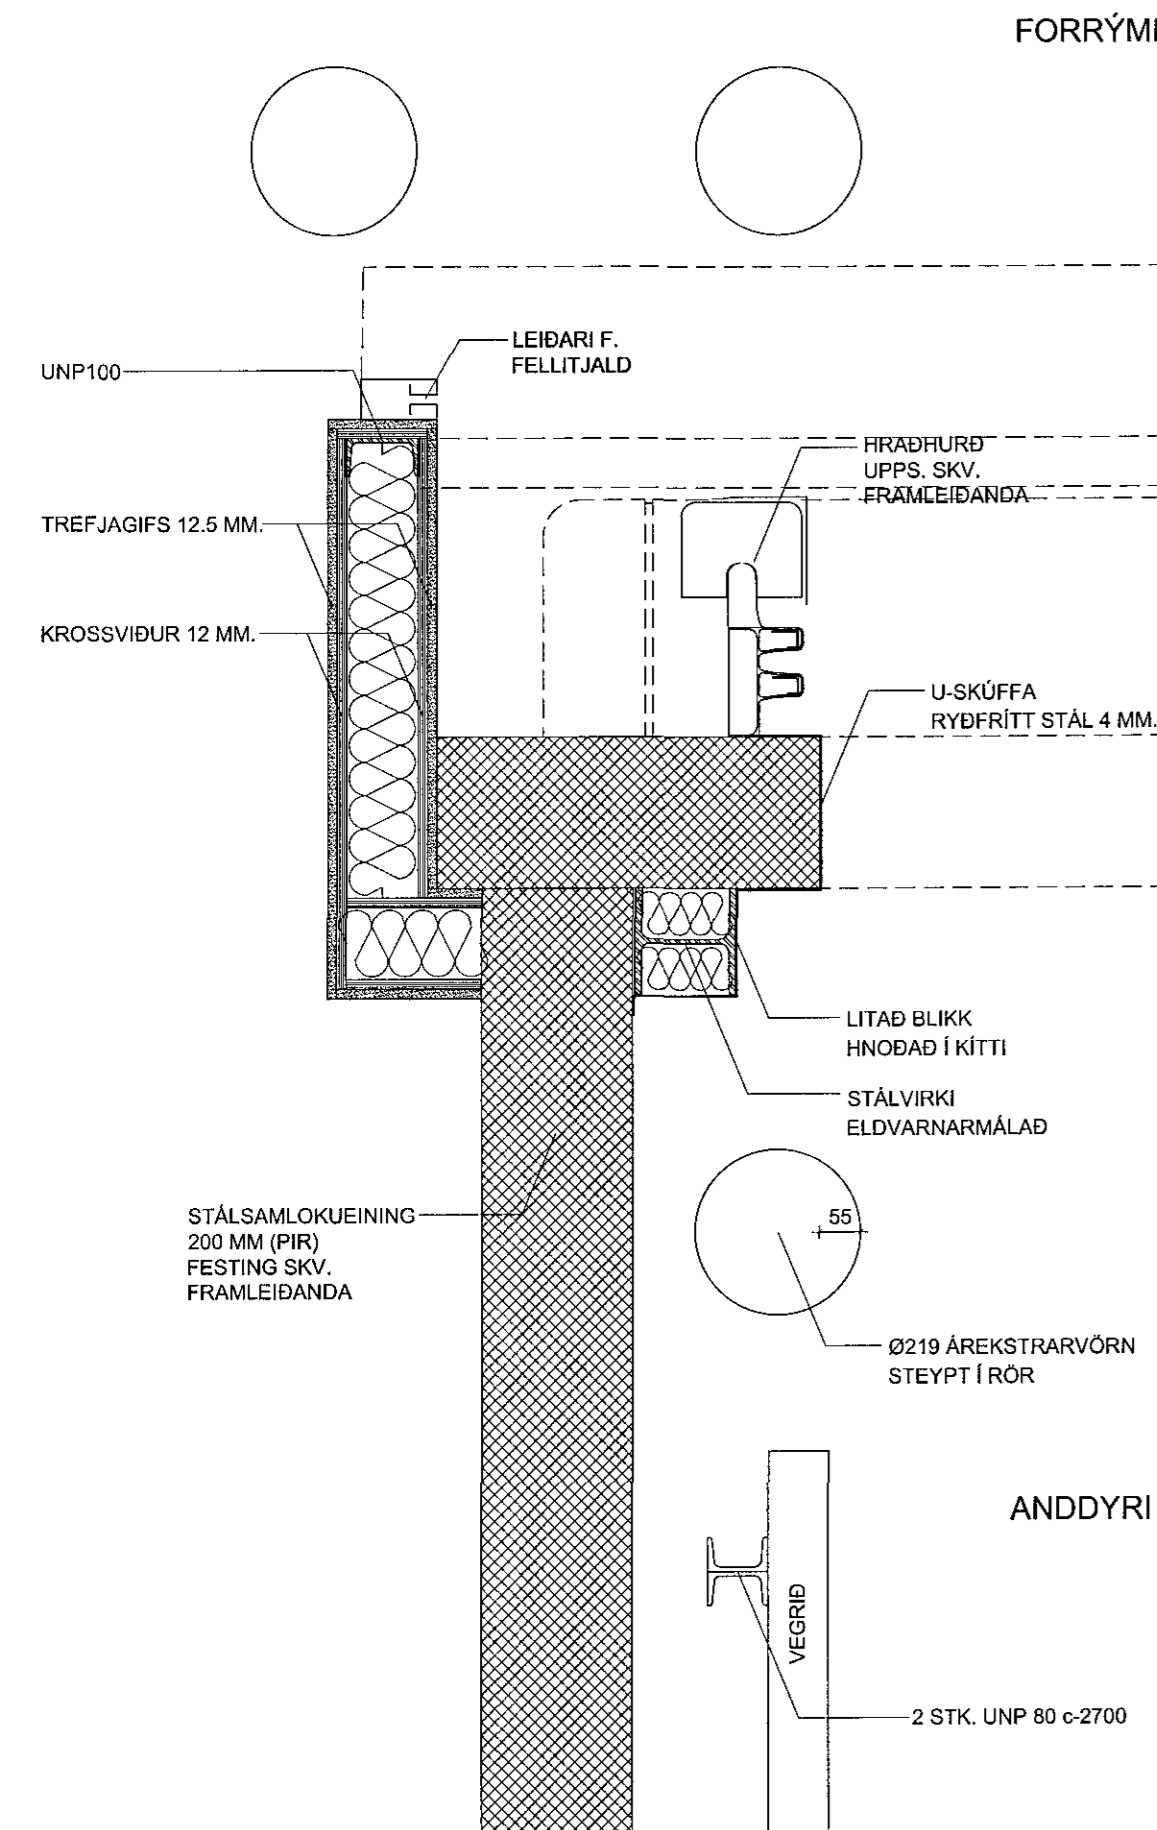 FORRÝMI
LEIÐARI F.
FELLITJALD
UNP100
HRAÐHURÐ
UPPS. SKV.
FRAMLEIÐANDA
TREFJAGIFS 12.5 MM.
KROSSVIÐUR 12 MM.
U-SKÚFFA
RYÐFRÍTT STÁL 4 MM.
LITAÐ BLIKK
HNOÐAÐ Í KÍTTI
STÁLVIRKI
ELDVARNARMÁLAÐ
STÁLSAMLOKUEINING
200 MM (PIR)
FESTING SKV.
FRAMLEIÐANDA
55
Ø219 ÁREKSTRARVÖRN
STEYPT Í RÖR
ANDDYRI
VEGRIÐ
2 STK. UNP 80 c-2700